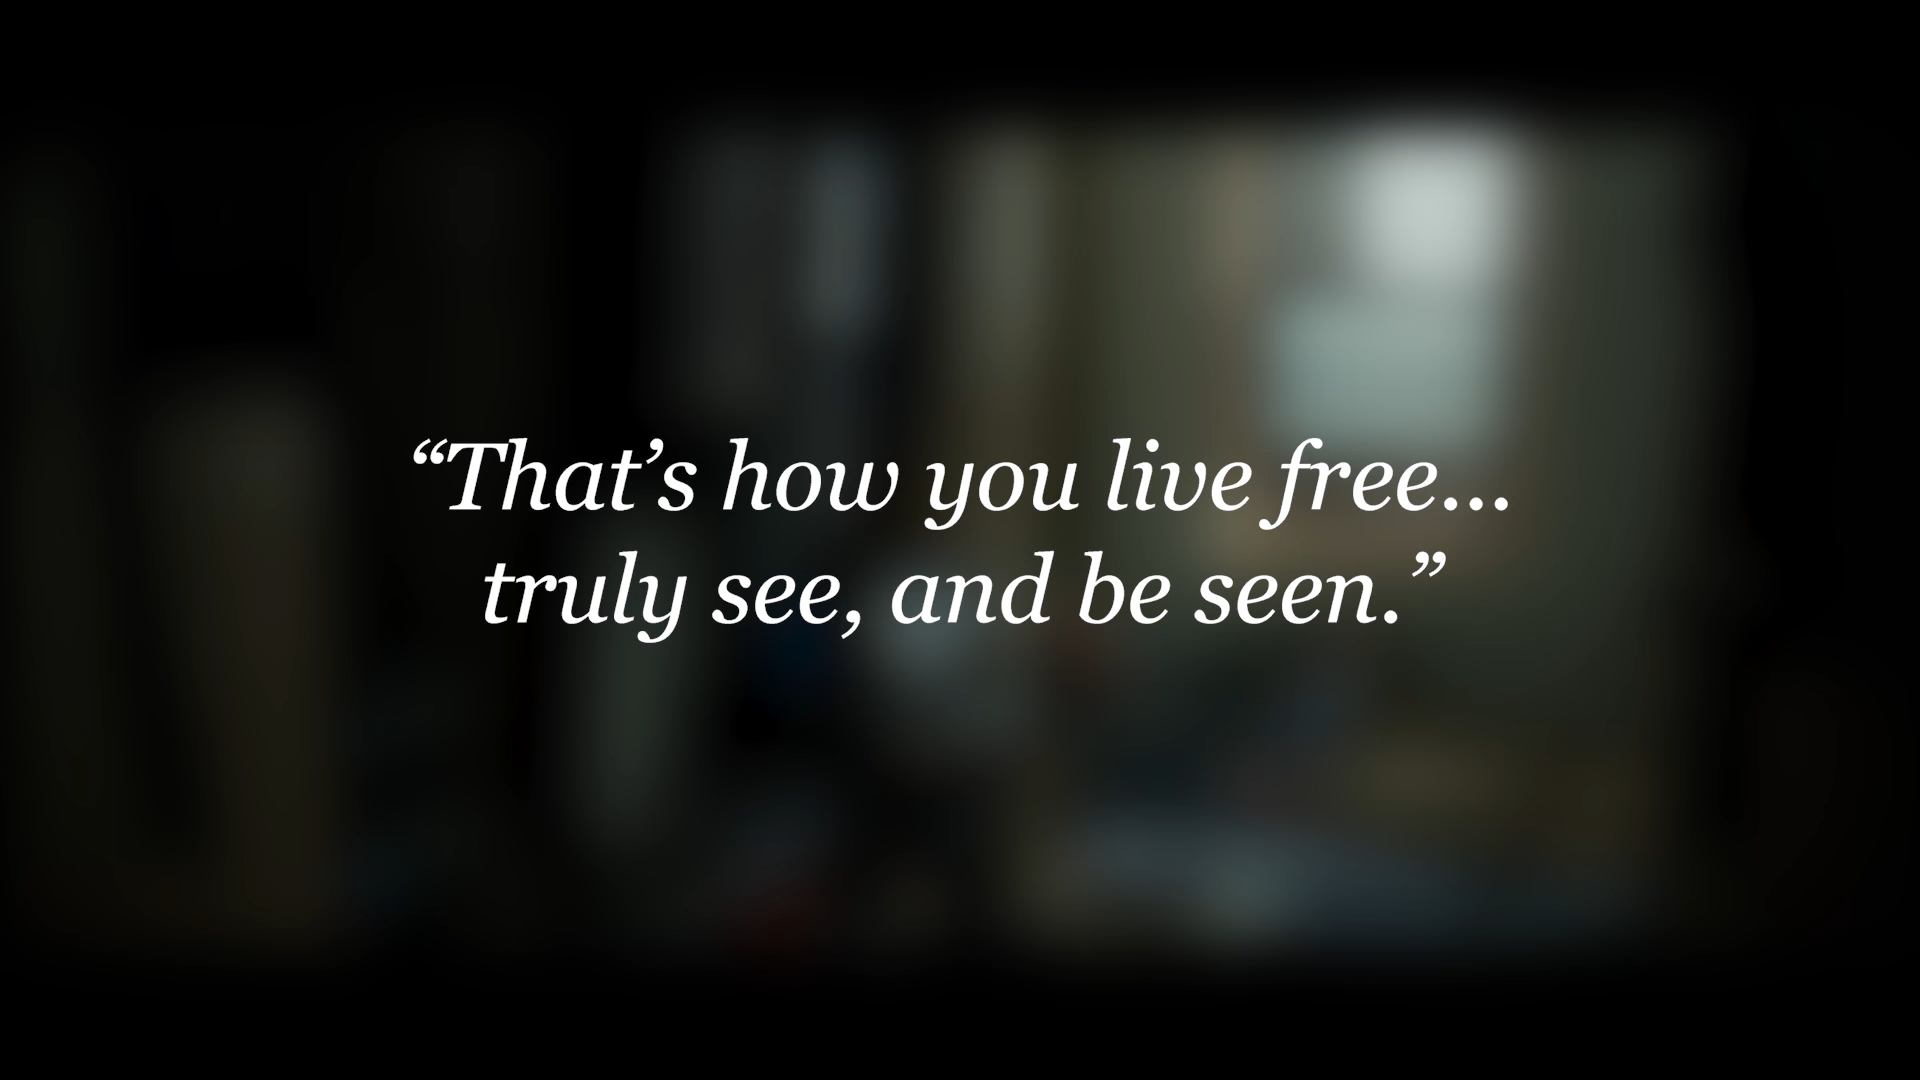 “That’s how you live free...
truly see, and be seen.”